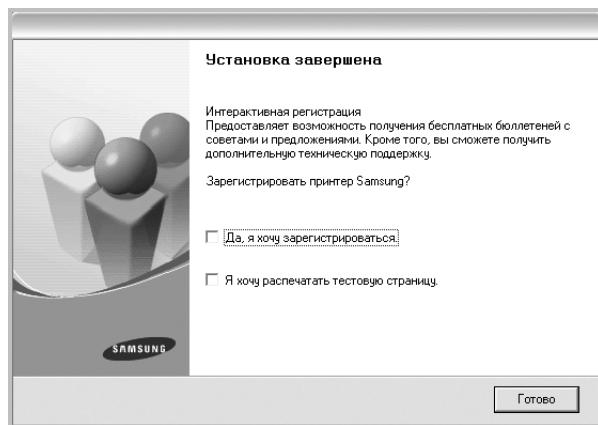 Установка завершена
Интерактивная регистрация
Предоставляет возможность получения бесплатных бюллетеней с
советами и предложениями. Кроме того, вы сможете получить
дополнительную техническую поддержку.
Зарегистрировать принтер Samsung?
Да, я хочу зарегистрироваться.
Я хочу распечатать тестовую страницу.
SAMSUNG
Готово